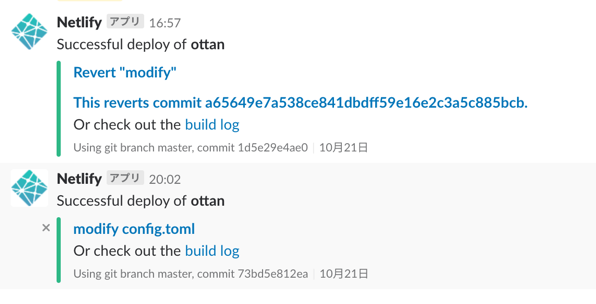 Netlify アプリ 16:57
Successful deploy of ottan
Revert "modify"
This reverts commit a65649e7a538ce841dbdff59e16e2c3a5c885bcb.
Or check out the build log
Using git branch master, commit 1d5e29e4ae0 | 10月21日
Netlify アプリ 20:02
Successful deploy of ottan
× modify config.toml
Or check out the build log
Using git branch master, commit 73bd5e812ea | 10月21日